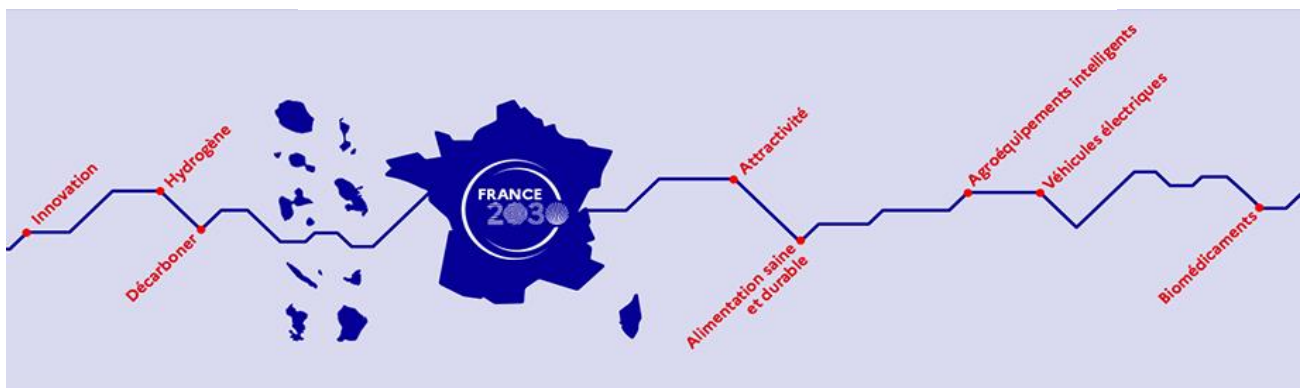 Innovation
Hydrogène
Décarboner
FRANCE
2030
Attractivité
Alimentation saine
et durable
Agroéquipements intelligents
Véhicules électriques
Biomédicaments